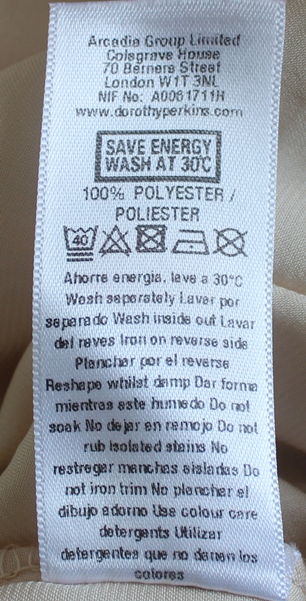 Arcadia Group Limited
Colegrave House
70 Berners Street
London W1T 3NL
NIF No: A0081711H
www.dorothyperkins.com
SAVE ENERGY
WASH AT 30°C
100% POLYESTER /
POLIESTER
40
Ahorre energia, lave a 30°C
Wash separately Lavar por
separado Wash inside out Lavar
del reves Iron on reverse side
Planchar por el reverse
Reshape whilst damp Dar forma
mientras este humedo Do not
soak No dejar en remojo Do not
rub isolated stains No
restregar manchas aisladas Do
not iron trim No planchar el
dibujo adorno Use colour care
detergents Utilizar
detergentes que no danen los
colores